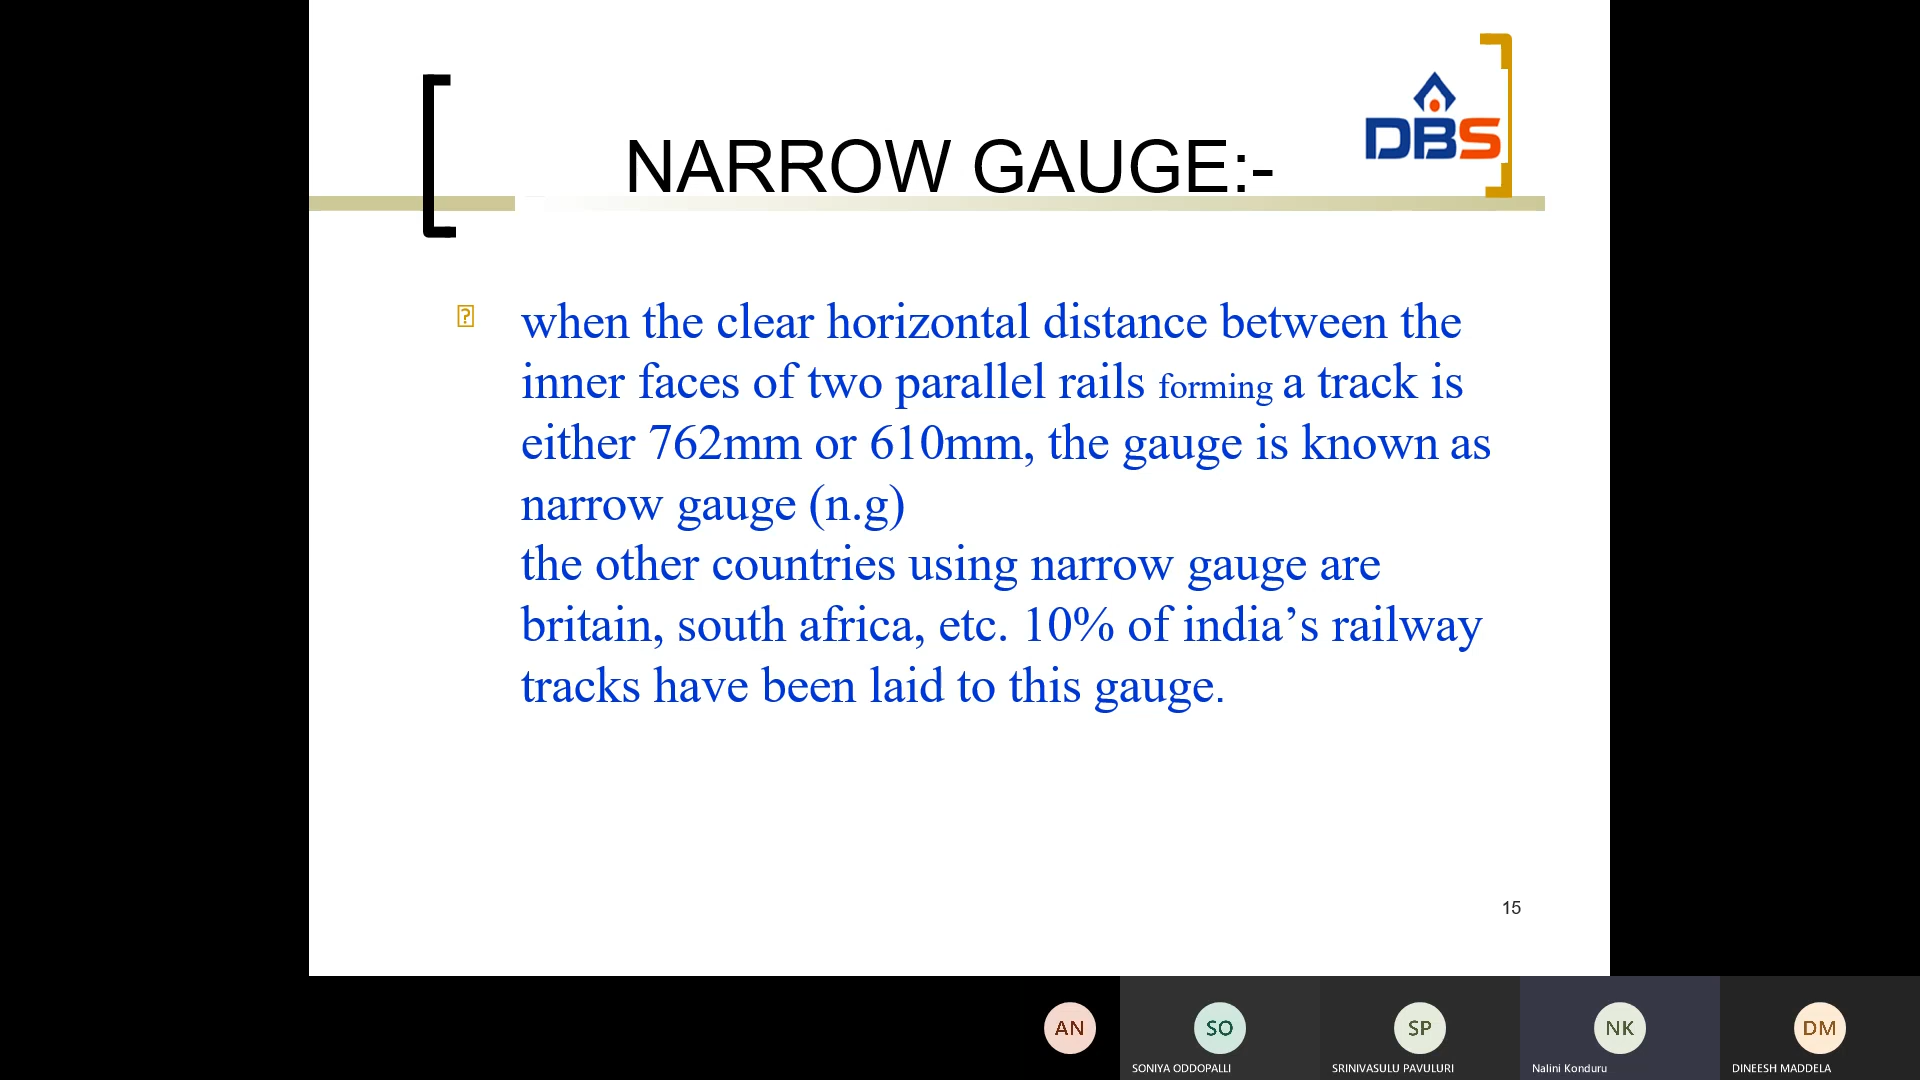 NARROW GAUGE:-
DBS
when the clear horizontal distance between the
inner faces of two parallel rails forming a track is
either 762mm or 610mm, the gauge is known as
narrow gauge (n.g)
the other countries using narrow gauge are
britain, south africa, etc. 10% of india’s railway
tracks have been laid to this gauge.
15
AN
SO
SP
NK
DM
SONIYA ODDOPALLI
SRINIVASULU PAVULURI
Nalini Konduru
DINEESH MADDELA